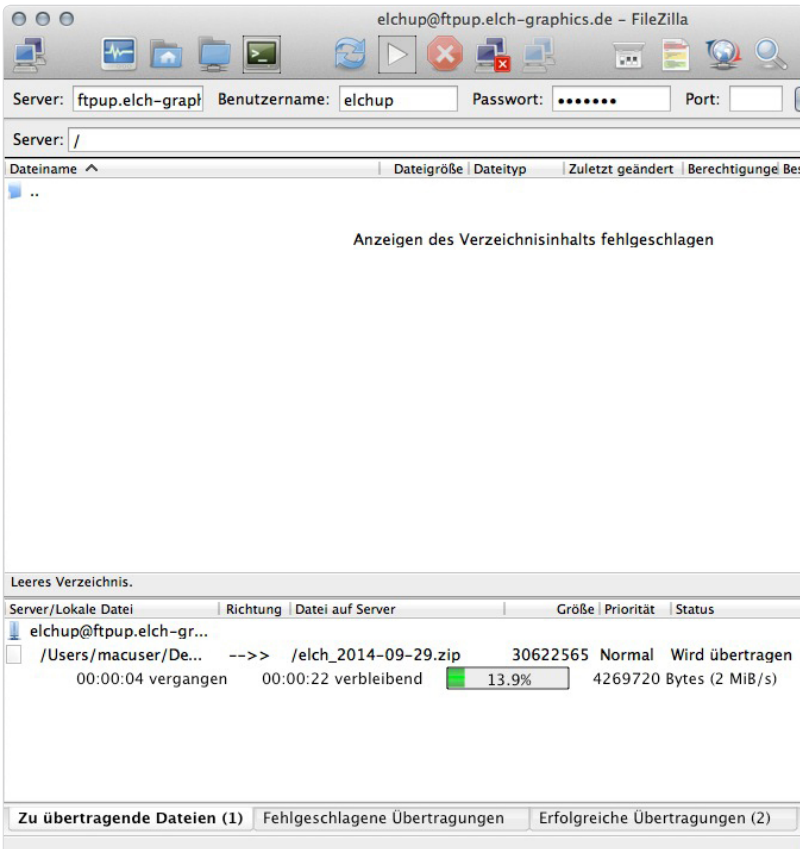 elchup@ftpup.elch-graphics.de – FileZilla
Server: ftpup.elch-graph Benutzername: elchup Passwort: ••••••• Port:
Server: /
Dateiname Dateigröße Dateityp Zuletzt geändert Berechtigunge Bes
..
Anzeigen des Verzeichnisinhalts fehlgeschlagen
Leeres Verzeichnis.
Server/Lokale Datei Richtung Datei auf Server Größe Priorität Status
elchup@ftpup.elch-gr...
/Users/macuser/De... -->> /elch_2014-09-29.zip 30622565 Normal Wird übertragen
00:00:04 vergangen 00:00:22 verbleibend 13.9% 4269720 Bytes (2 MiB/s)
Zu übertragende Dateien (1) Fehlgeschlagene Übertragungen Erfolgreiche Übertragungen (2)